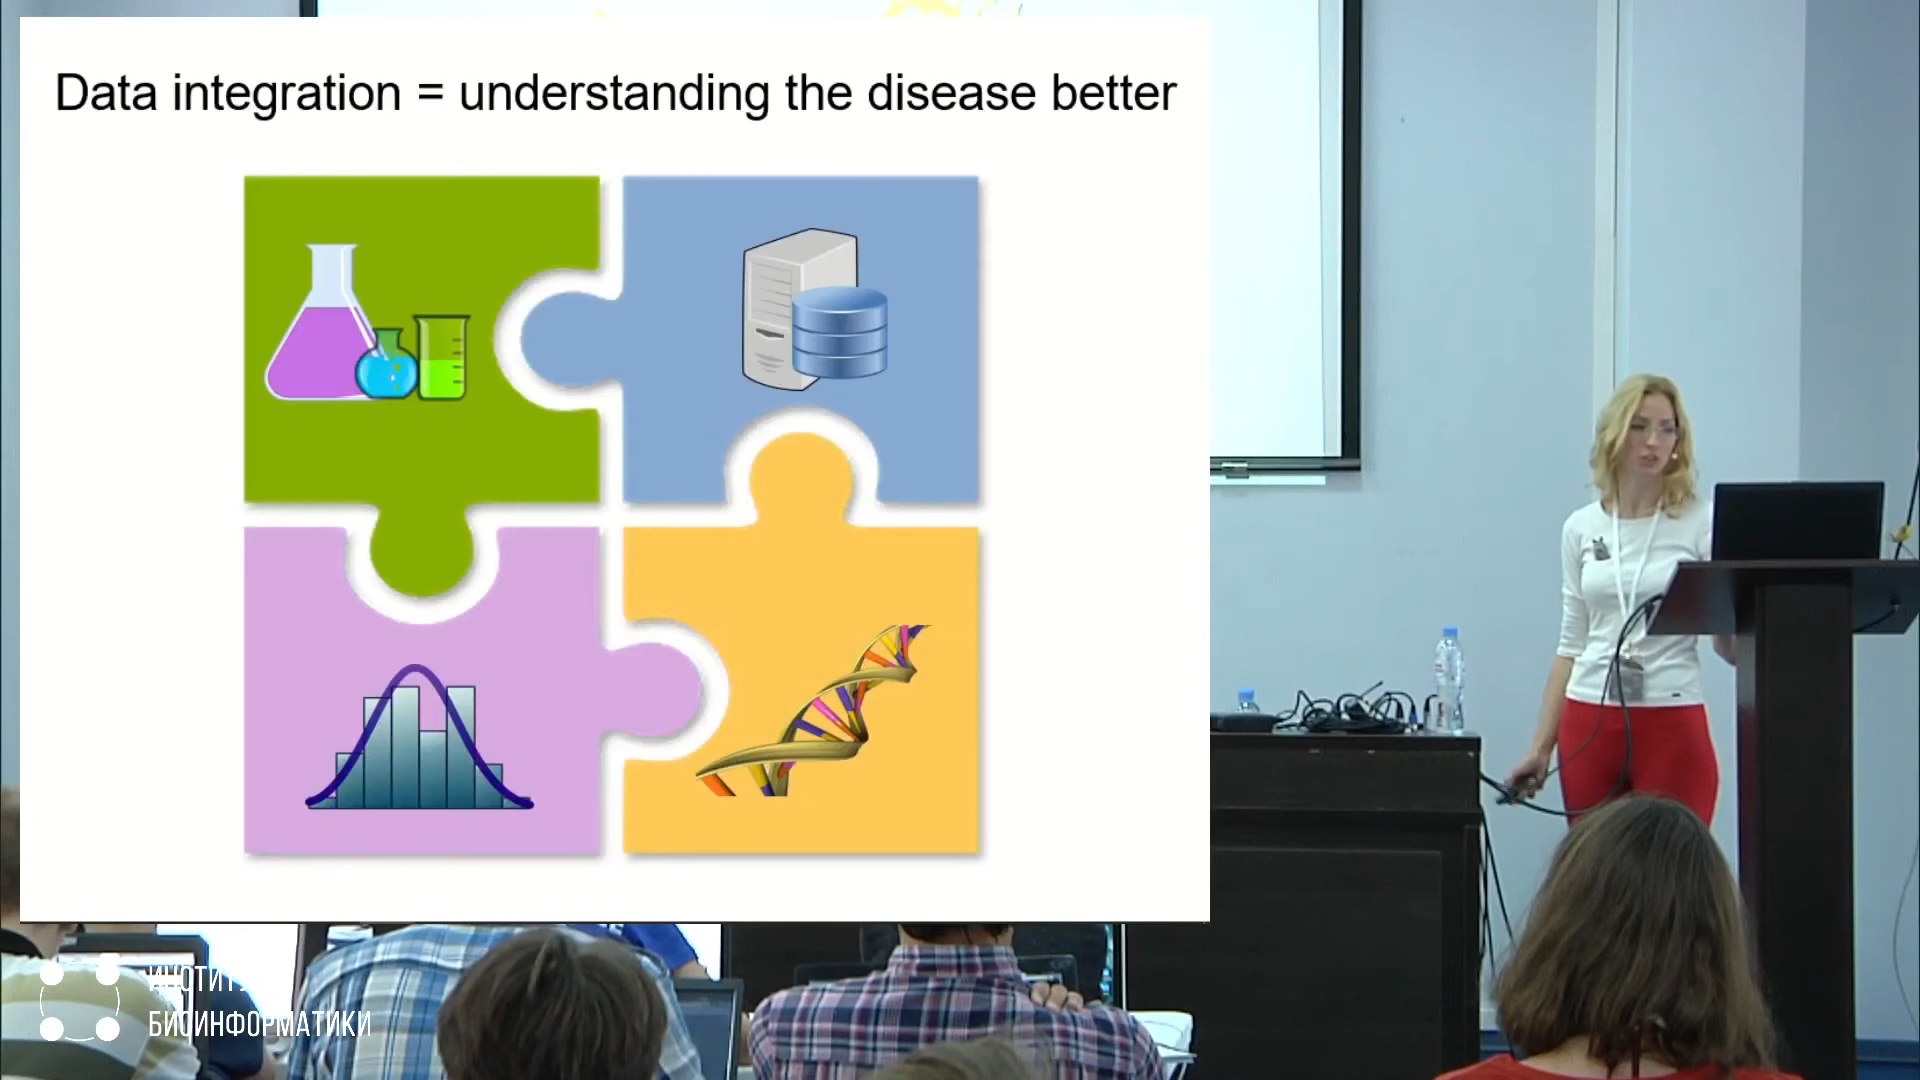 Data integration = understanding the disease better
БИОИНФОРМАТИКИ